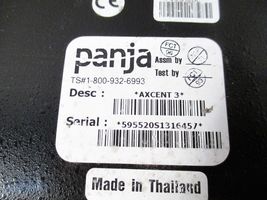 panja
TS#1-800-932-6993
Assm by
Test by
Desc : *AXCENT 3*
Serial : *595520S1316457*
Made in Thailand